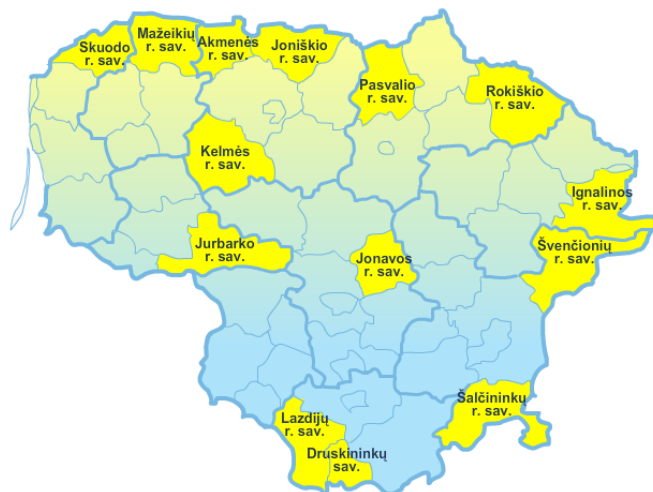 Skuodo
r. sav.
Mažeikių
r. sav.
Akmenės
r. sav.
Joniškio
r. sav.
Pasvalio
r. sav.
Rokiškio
r. sav.
Kelmės
r. sav.
Ignalinos
r. sav.
Jurbarko
r. sav.
Jonavos
r. sav.
Švenčionių
r. sav.
Šalčininkų
r. sav.
Lazdijų
r. sav.
Druskininkų
sav.